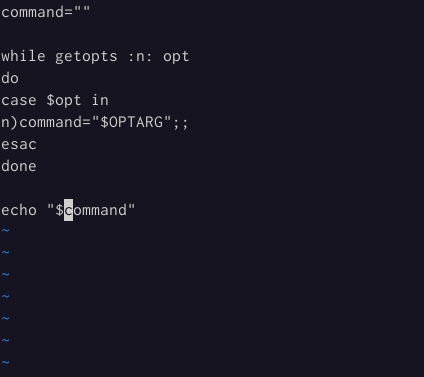 command=""
while getopts :n: opt
do
case $opt in
n)command="$OPTARG";;
esac
done
echo "$command"
~
~
~
~
~
~
~